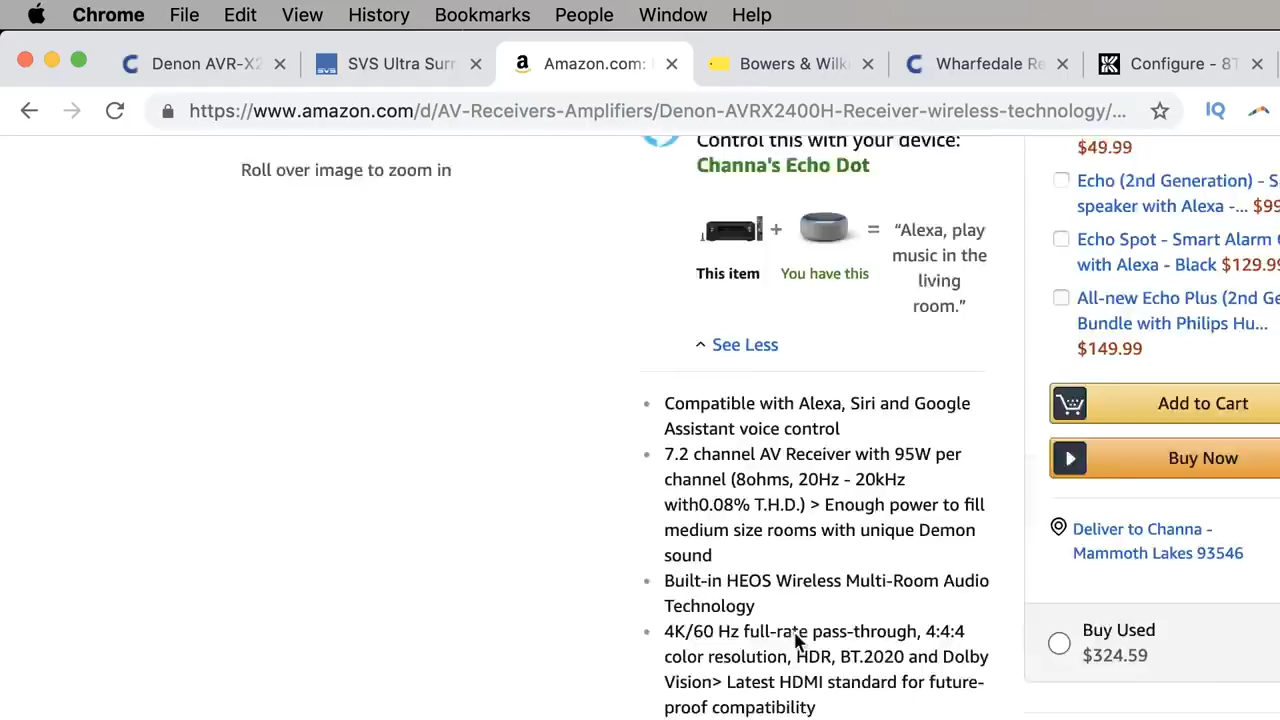 Chrome File Edit View History Bookmarks People Window Help
Denon AVR-X2 SVS Ultra Surr Amazon.com: Bowers & Wilk Wharfedale Re Configure - 8T
https://www.amazon.com/d/AV-Receivers-Amplifiers/Denon-AVRX2400H-Receiver-wireless-technology/...
IQ
Roll over image to zoom in
Control this with your device:
Channa's Echo Dot
This item
+
You have this
=
“Alexa, play
music in the
living
room.”
See Less
Compatible with Alexa, Siri and Google
Assistant voice control
7.2 channel AV Receiver with 95W per
channel (8ohms, 20Hz - 20kHz
with0.08% T.H.D.) > Enough power to fill
medium size rooms with unique Demon
sound
Built-in HEOS Wireless Multi-Room Audio
Technology
4K/60 Hz full-rate pass-through, 4:4:4
color resolution, HDR, BT.2020 and Dolby
Vision> Latest HDMI standard for future-
proof compatibility
$49.99
Echo (2nd Generation) - S
speaker with Alexa -... $99
Echo Spot - Smart Alarm
with Alexa - Black $129.99
All-new Echo Plus (2nd Ge
Bundle with Philips Hu...
$149.99
Add to Cart
Buy Now
Deliver to Channa -
Mammoth Lakes 93546
Buy Used
$324.59